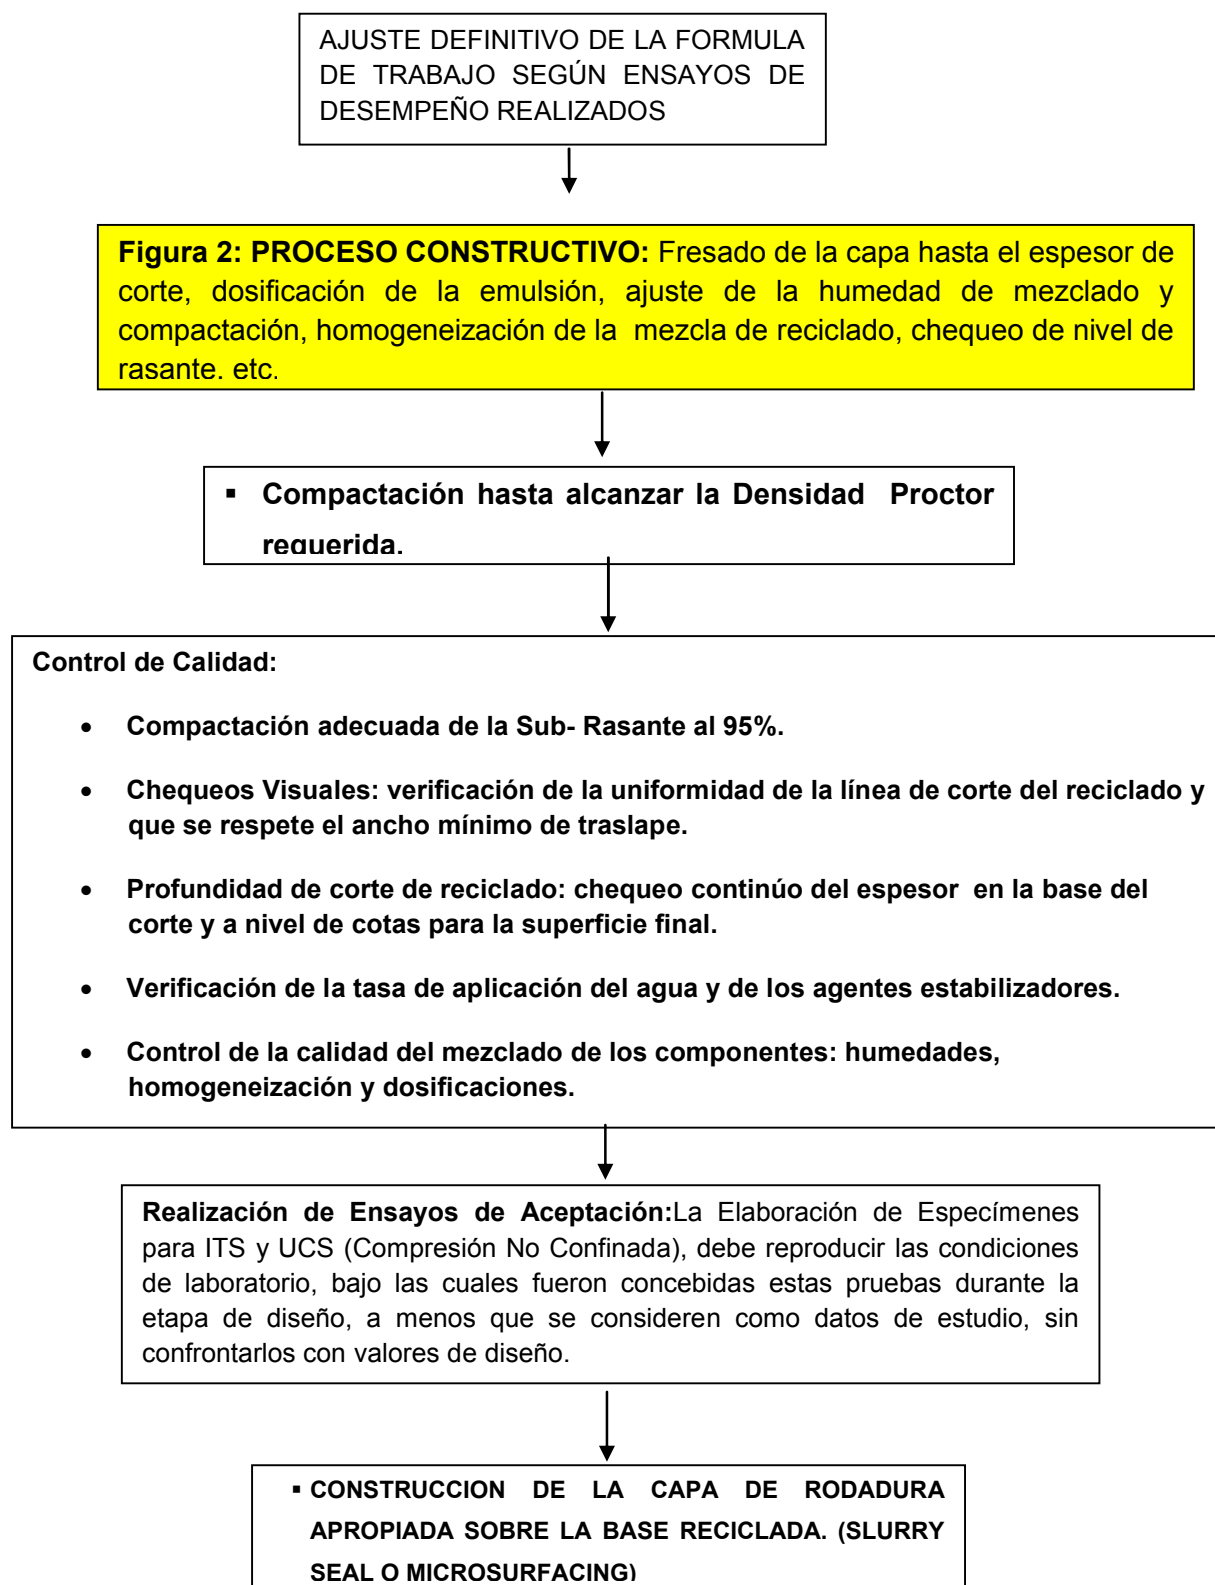 AJUSTE DEFINITIVO DE LA FORMULA
DE TRABAJO SEGÚN ENSAYOS DE
DESEMPEÑO REALIZADOS
Figura 2: PROCESO CONSTRUCTIVO: Fresado de la capa hasta el espesor de
corte, dosificación de la emulsión, ajuste de la humedad de mezclado y
compactación, homogeneización de la mezcla de reciclado, chequeo de nivel de
rasante. etc.
▪ Compactación hasta alcanzar la Densidad Proctor
requerida.
Control de Calidad:
• Compactación adecuada de la Sub- Rasante al 95%.
• Chequeos Visuales: verificación de la uniformidad de la línea de corte del reciclado y
que se respete el ancho mínimo de traslape.
• Profundidad de corte de reciclado: chequeo continúo del espesor en la base del
corte y a nivel de cotas para la superficie final.
• Verificación de la tasa de aplicación del agua y de los agentes estabilizadores.
• Control de la calidad del mezclado de los componentes: humedades,
homogeneización y dosificaciones.
Realización de Ensayos de Aceptación:La Elaboración de Especímenes
para ITS y UCS (Compresión No Confinada), debe reproducir las condiciones
de laboratorio, bajo las cuales fueron concebidas estas pruebas durante la
etapa de diseño, a menos que se consideren como datos de estudio, sin
confrontarlos con valores de diseño.
▪ CONSTRUCCION DE LA CAPA DE RODADURA
APROPIADA SOBRE LA BASE RECICLADA. (SLURRY
SEAL O MICROSURFACING)